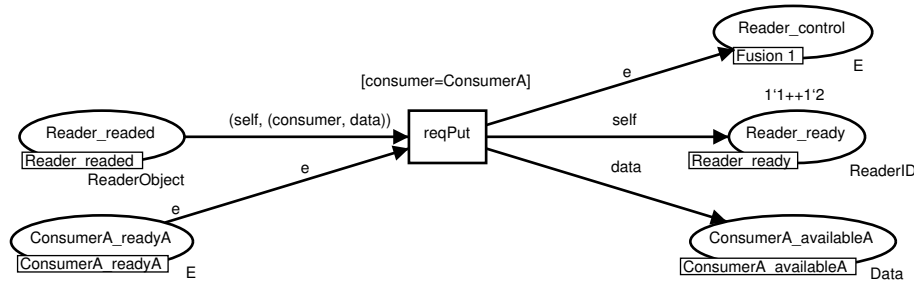 Reader_control
Fusion 1
E
e
[consumer=ConsumerA]
1`1++1`2
Reader_readed
Reader_readed
ReaderObject
(self, (consumer, data))
reqPut
self
Reader_ready
Reader_ready
ReaderID
e
data
ConsumerA_readyA
ConsumerA_readyA
E
e
ConsumerA_availableA
ConsumerA_availableA
Data